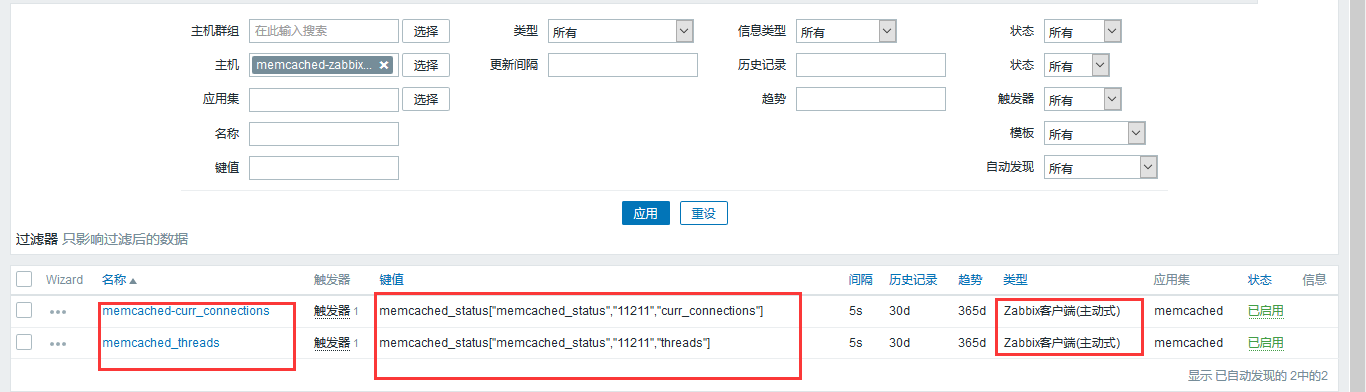 主机群组 在此输入搜索 选择 类型 所有 信息类型 所有 状态 所有
主机 memcached-zabbix... 选择 更新间隔 历史记录 状态 所有
应用集 选择 趋势 触发器 所有
名称 模板 所有
键值 自动发现 所有
应用 重设
过滤器 只影响过滤后的数据
Wizard 名称 触发器 键值 间隔 历史记录 趋势 类型 应用集 状态 信息
memcached-curr_connections 触发器 1 memcached_status["memcached_status","11211","curr_connections"] 5s 30d 365d Zabbix客户端(主动式) memcached 已启用
memcached_threads 触发器 1 memcached_status["memcached_status","11211","threads"] 5s 30d 365d Zabbix客户端(主动式) memcached 已启用
显示 已自动发现的 2中的2